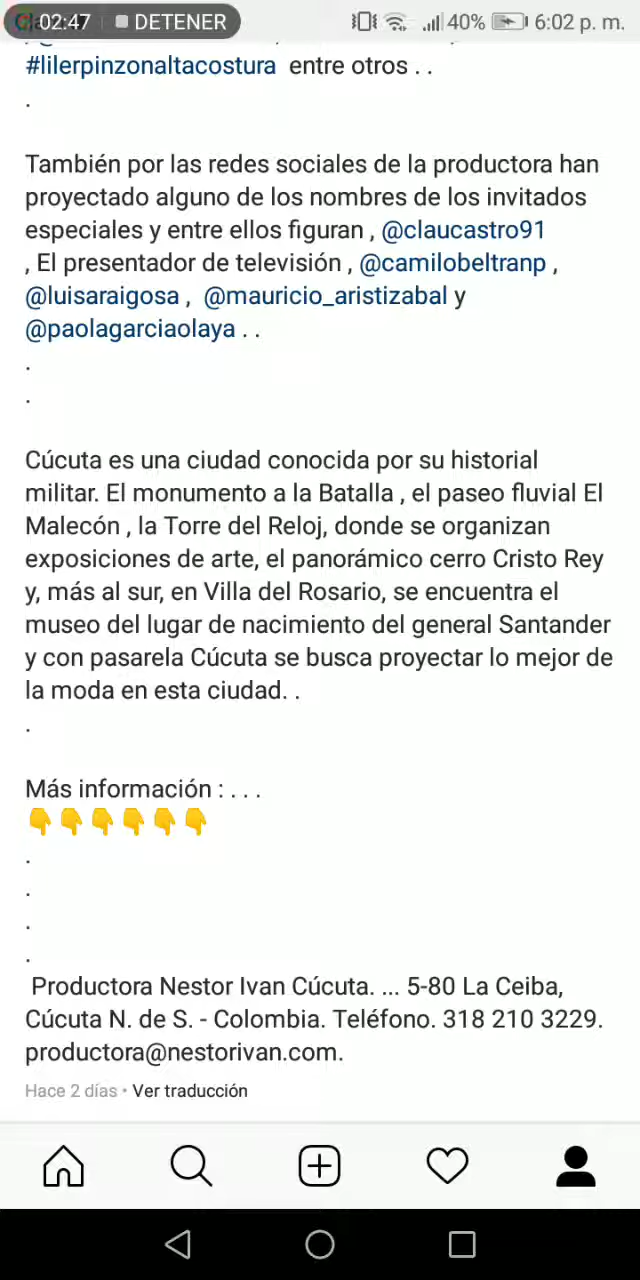 02:47 DETENER 40% 6:02 p. m.
#lilerpinzonaltacostura entre otros . .
.
También por las redes sociales de la productora han
proyectado alguno de los nombres de los invitados
especiales y entre ellos figuran , @claucastro91
, El presentador de televisión , @camilobeltranp ,
@luisaraigosa , @mauricio_aristizabal y
@paolagarciaolaya . .
.
.
Cúcuta es una ciudad conocida por su historial
militar. El monumento a la Batalla , el paseo fluvial El
Malecón , la Torre del Reloj, donde se organizan
exposiciones de arte, el panorámico cerro Cristo Rey
y, más al sur, en Villa del Rosario, se encuentra el
museo del lugar de nacimiento del general Santander
y con pasarela Cúcuta se busca proyectar lo mejor de
la moda en esta ciudad. .
.
Más información : . . .
👇👇👇👇👇👇
.
.
.
.
Productora Nestor Ivan Cúcuta. ... 5-80 La Ceiba,
Cúcuta N. de S. - Colombia. Teléfono. 318 210 3229.
productora@nestorivan.com.
Hace 2 días • Ver traducción